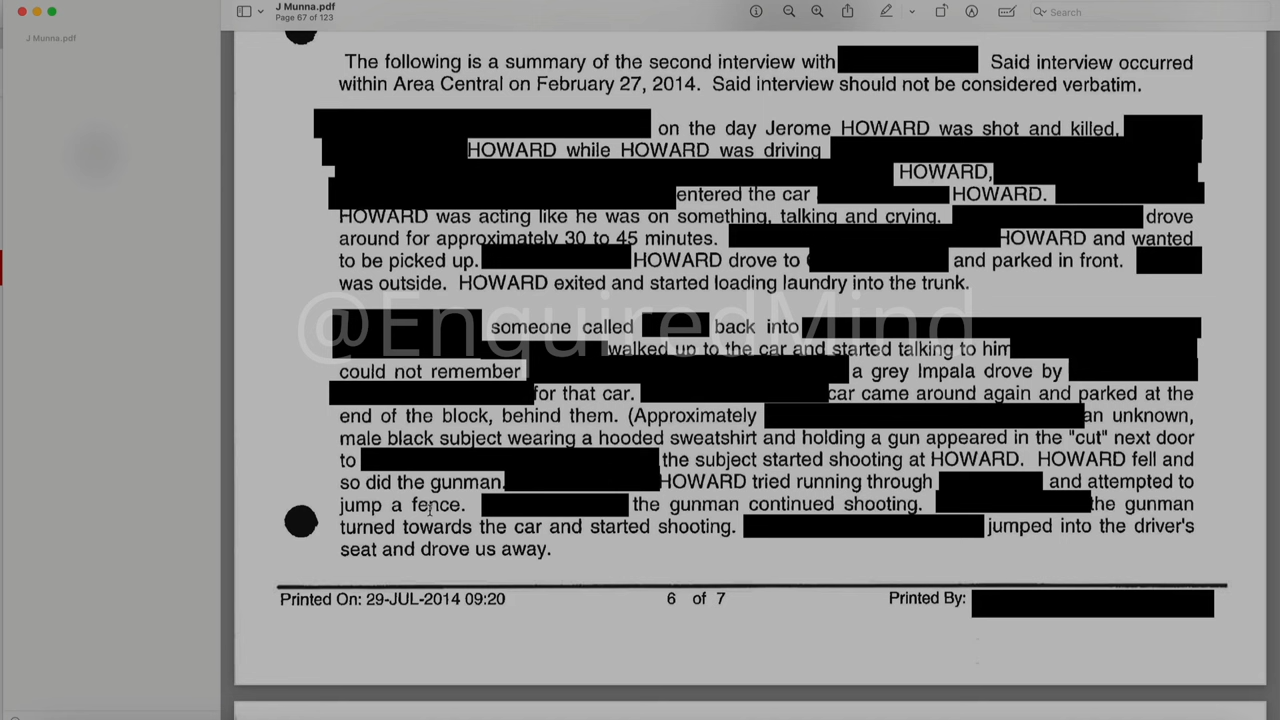 J Munna.pdf
Page 67 of 123
Search
J Munna.pdf
The following is a summary of the second interview with Said interview occurred
within Area Central on February 27, 2014. Said interview should not be considered verbatim.
on the day Jerome HOWARD was shot and killed,
HOWARD while HOWARD was driving
HOWARD,
entered the car HOWARD.
HOWARD was acting like he was on something, talking and crying. drove
around for approximately 30 to 45 minutes. HOWARD and wanted
to be picked up. HOWARD drove to and parked in front.
was outside. HOWARD exited and started loading laundry into the trunk.
@EnquiredMind
someone called back into
walked up to the car and started talking to him
could not remember a grey Impala drove by
for that car. car came around again and parked at the
end of the block, behind them. (Approximately an unknown,
male black subject wearing a hooded sweatshirt and holding a gun appeared in the "cut" next door
to the subject started shooting at HOWARD. HOWARD fell and
so did the gunman. HOWARD tried running through and attempted to
jump a fence. the gunman continued shooting. the gunman
turned towards the car and started shooting. jumped into the driver's
seat and drove us away.
Printed On: 29-JUL-2014 09:20 6 of 7 Printed By: